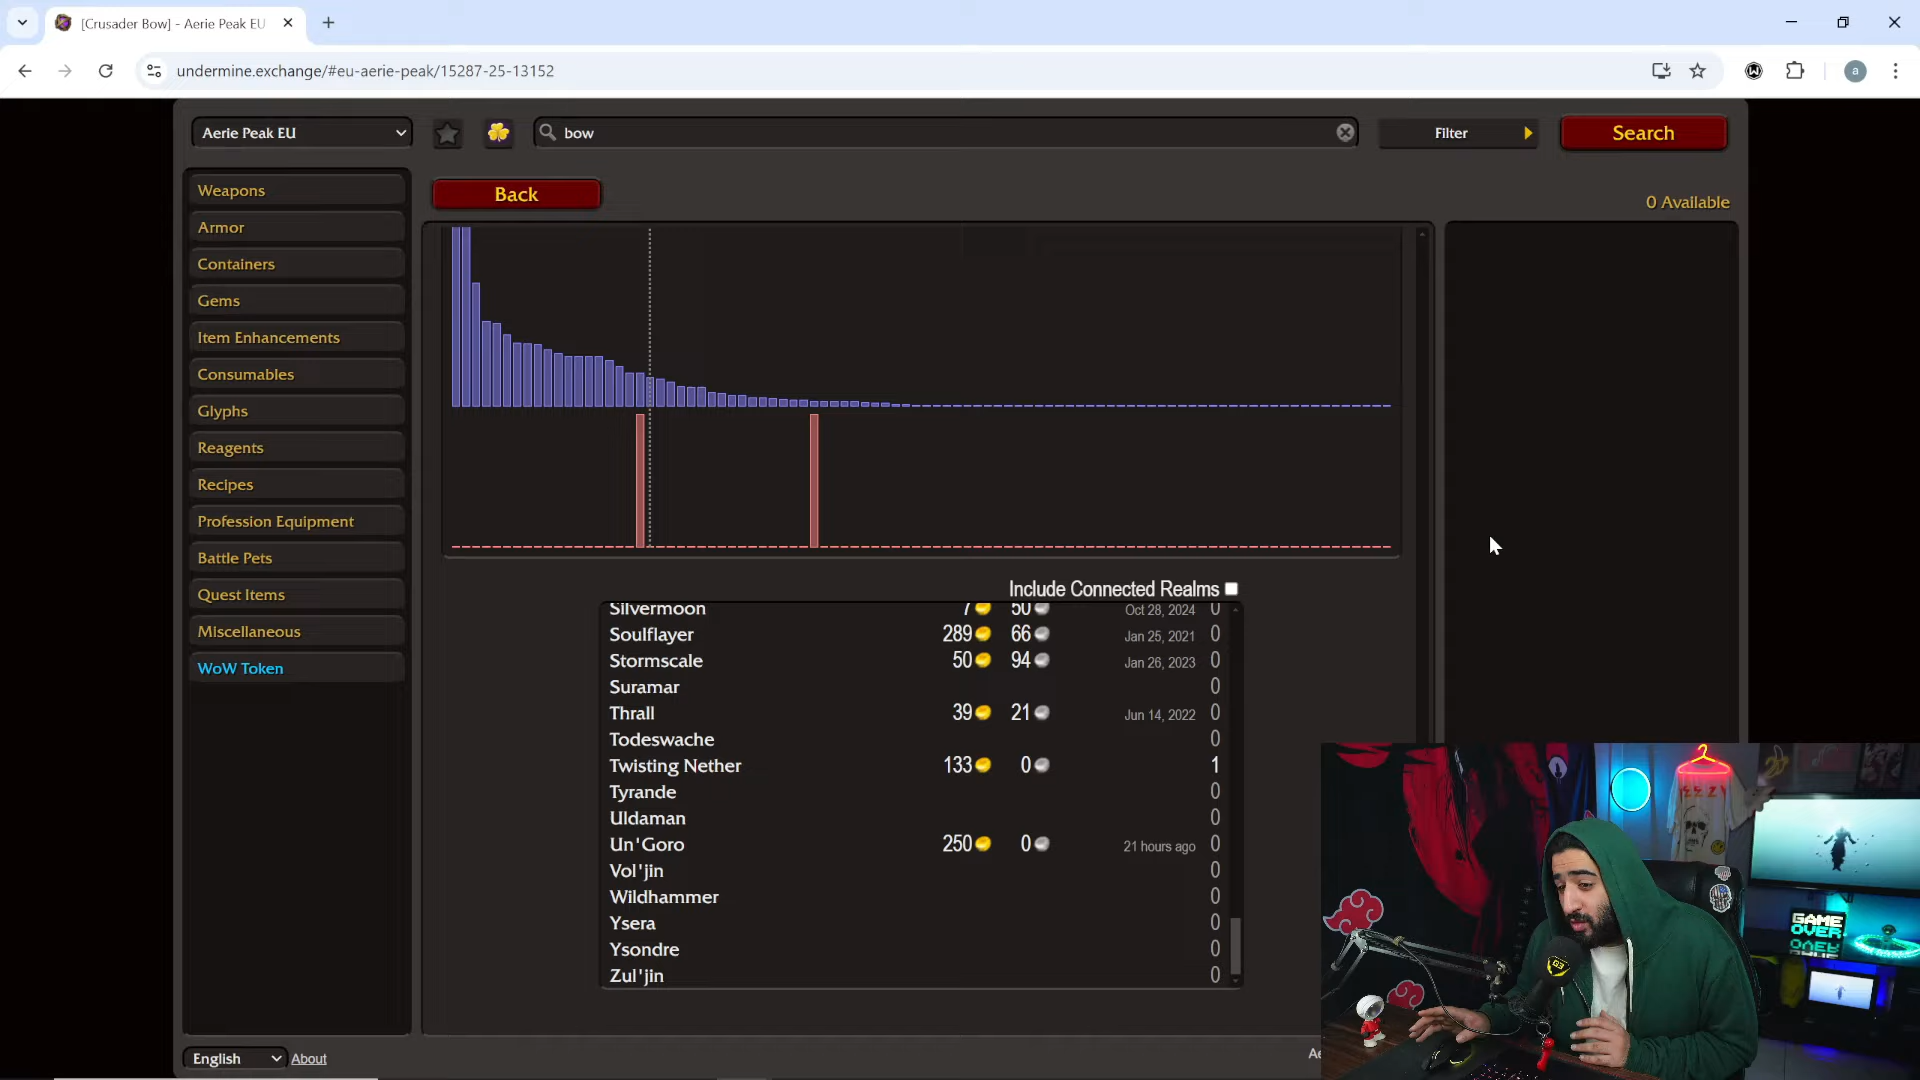 [Crusader Bow] - Aerie Peak EU
undermine.exchange/#eu-aerie-peak/15287-25-13152
a
Aerie Peak EU
bow
Filter
Search
Back
0 Available
Weapons
Armor
Containers
Gems
Item Enhancements
Consumables
Glyphs
Reagents
Recipes
Profession Equipment
Battle Pets
Quest Items
Miscellaneous
WoW Token
Include Connected Realms
Silvermoon 7 50 Oct 28, 2024 0
Soulflayer 289 66 Jan 25, 2021 0
Stormscale 50 94 Jan 26, 2023 0
Suramar 0
Thrall 39 21 Jun 14, 2022 0
Todeswache 0
Twisting Nether 133 0 1
Tyrande 0
Uldaman 0
Un'Goro 250 0 21 hours ago 0
Vol'jin 0
Wildhammer 0
Ysera 0
Ysondre 0
Zul'jin 0
English
About
Ae
GAME
OVER